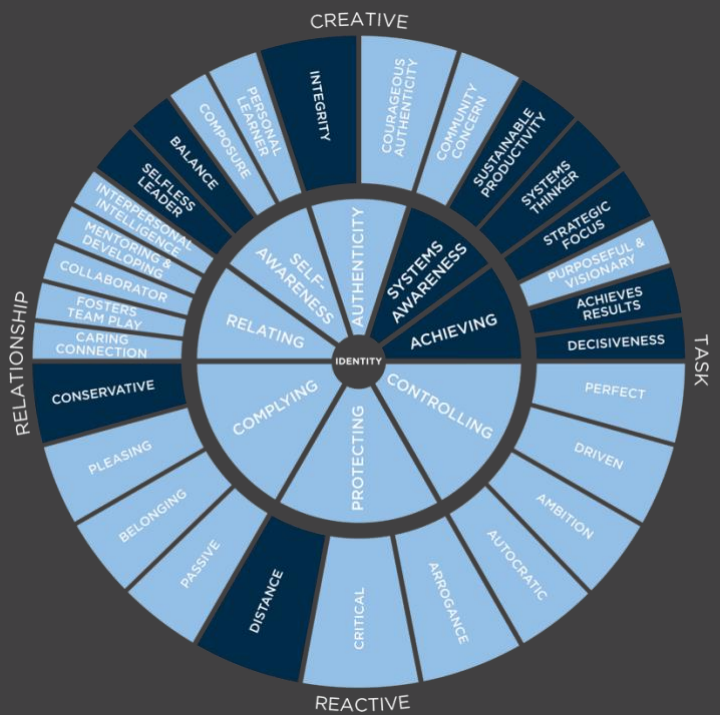 CREATIVE
INTEGRITY
COURAGEOUS
AUTHENTICITY
COMMUNITY
CONCERN
SUSTAINABLE
PRODUCTIVITY
SYSTEMS
THINKER
STRATEGIC
FOCUS
PURPOSEFUL &
VISIONARY
ACHIEVES
RESULTS
DECISIVENESS
TASK
PERFECT
DRIVEN
AMBITION
AUTOCRATIC
ARROGANCE
CRITICAL
DISTANCE
PASSIVE
BELONGING
PLEASING
CONSERVATIVE
REACTIVE
RELATIONSHIP
CARING
CONNECTION
FOSTERS
TEAM PLAY
COLLABORATOR
MENTORING &
DEVELOPING
INTERPERSONAL
INTELLIGENCE
SELFLESS
LEADER
BALANCE
COMPOSURE
PERSONAL
LEARNER
RELATING
SELF-
AWARENESS
AUTHENTICITY
SYSTEMS
AWARENESS
ACHIEVING
CONTROLLING
PROTECTING
COMPLYING
IDENTITY